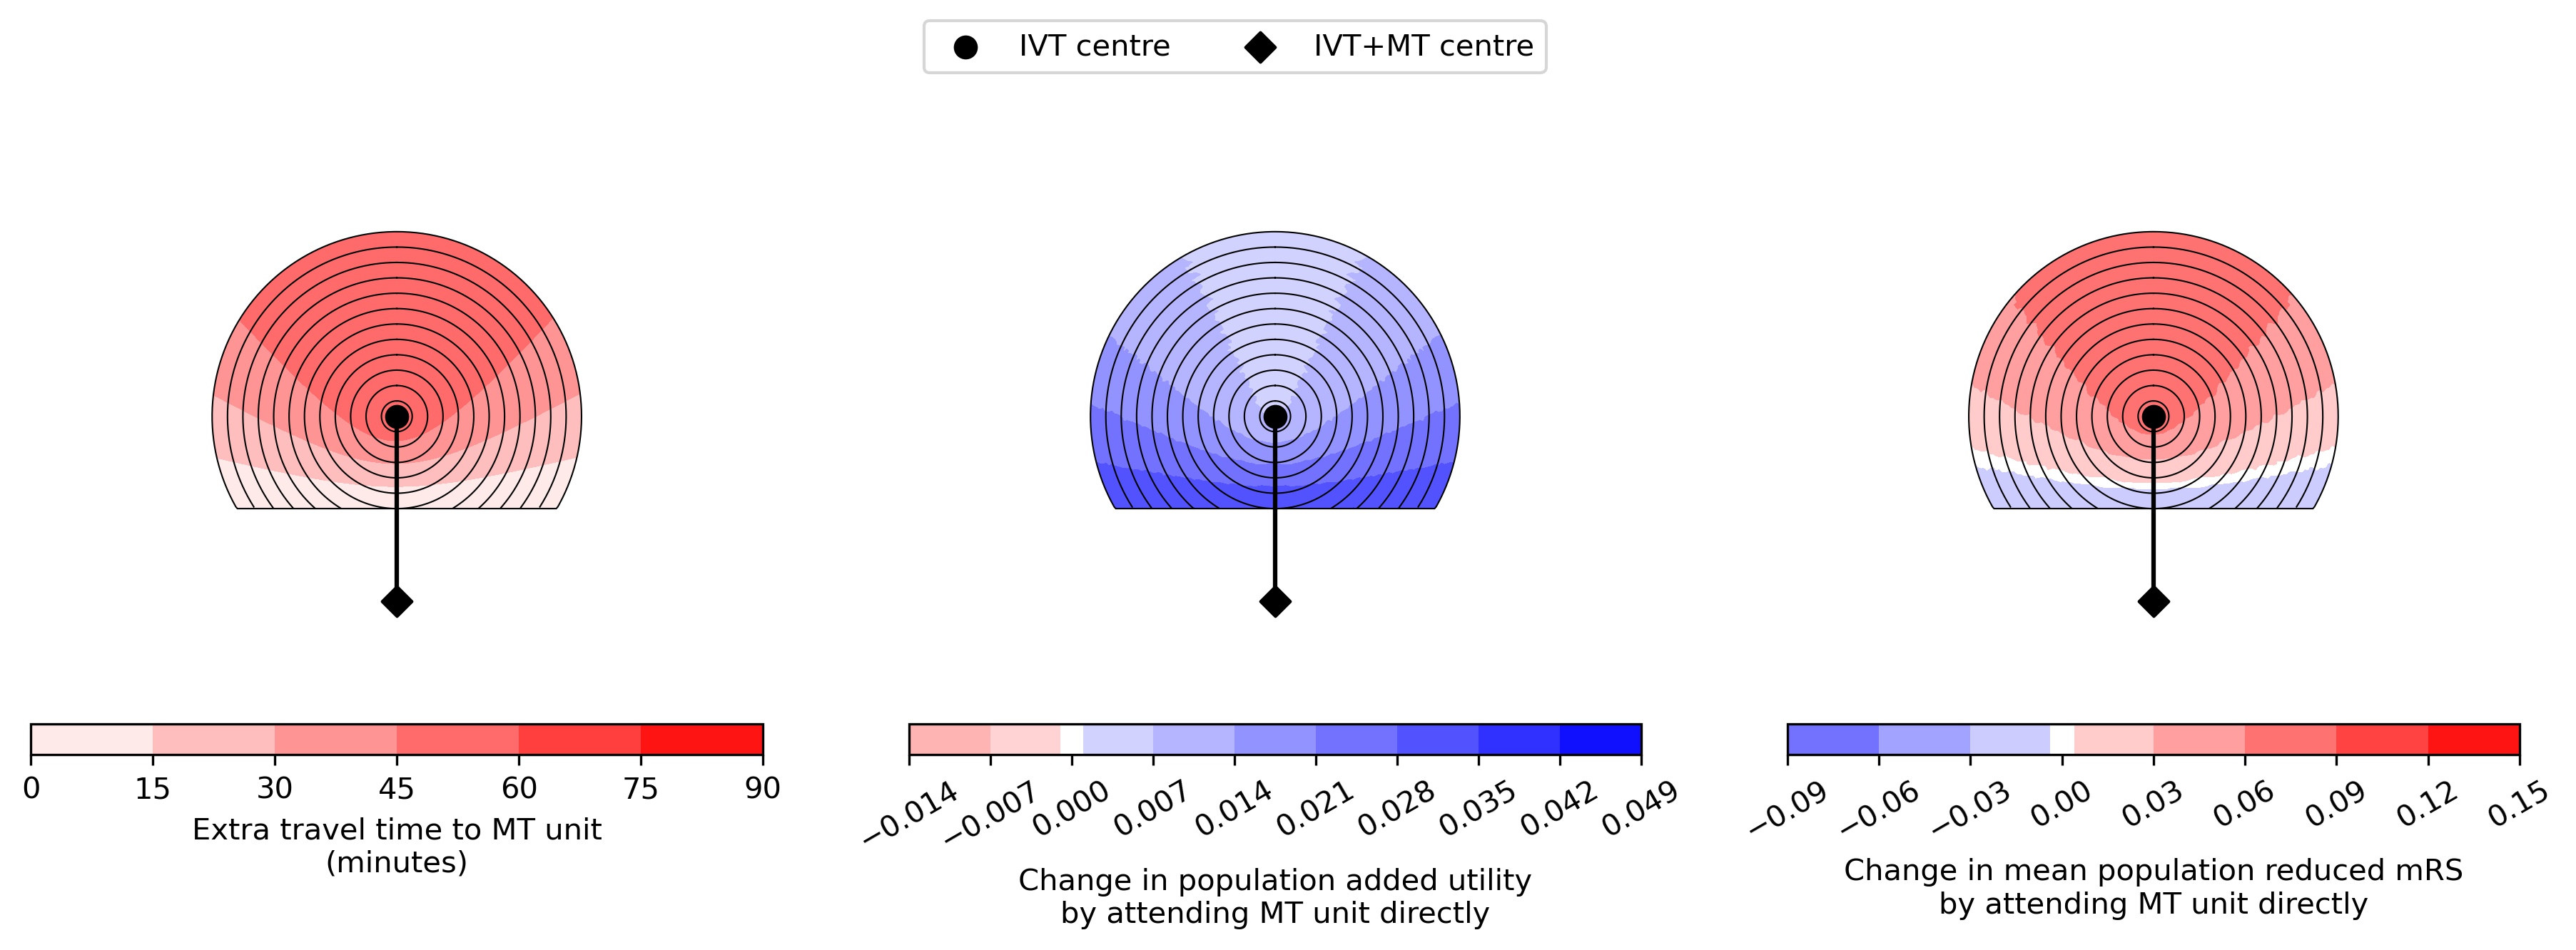 IVT centre IVT+MT centre
0 15 30 45 60 75 90
Extra travel time to MT unit
(minutes)
−0.014 −0.007 0.000 0.007 0.014 0.021 0.028 0.035 0.042 0.049
Change in population added utility
by attending MT unit directly
−0.09 −0.06 −0.03 0.00 0.03 0.06 0.09 0.12 0.15
Change in mean population reduced mRS
by attending MT unit directly